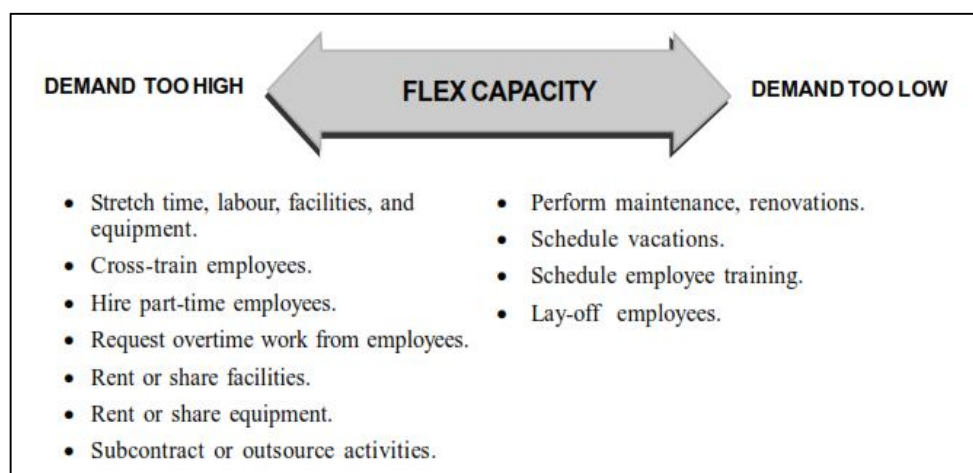 DEMAND TOO HIGH
FLEX CAPACITY
DEMAND TOO LOW
• Stretch time, labour, facilities, and
equipment.
• Cross-train employees.
• Hire part-time employees.
• Request overtime work from employees.
• Rent or share facilities.
• Rent or share equipment.
• Subcontract or outsource activities.
• Perform maintenance, renovations.
• Schedule vacations.
• Schedule employee training.
• Lay-off employees.